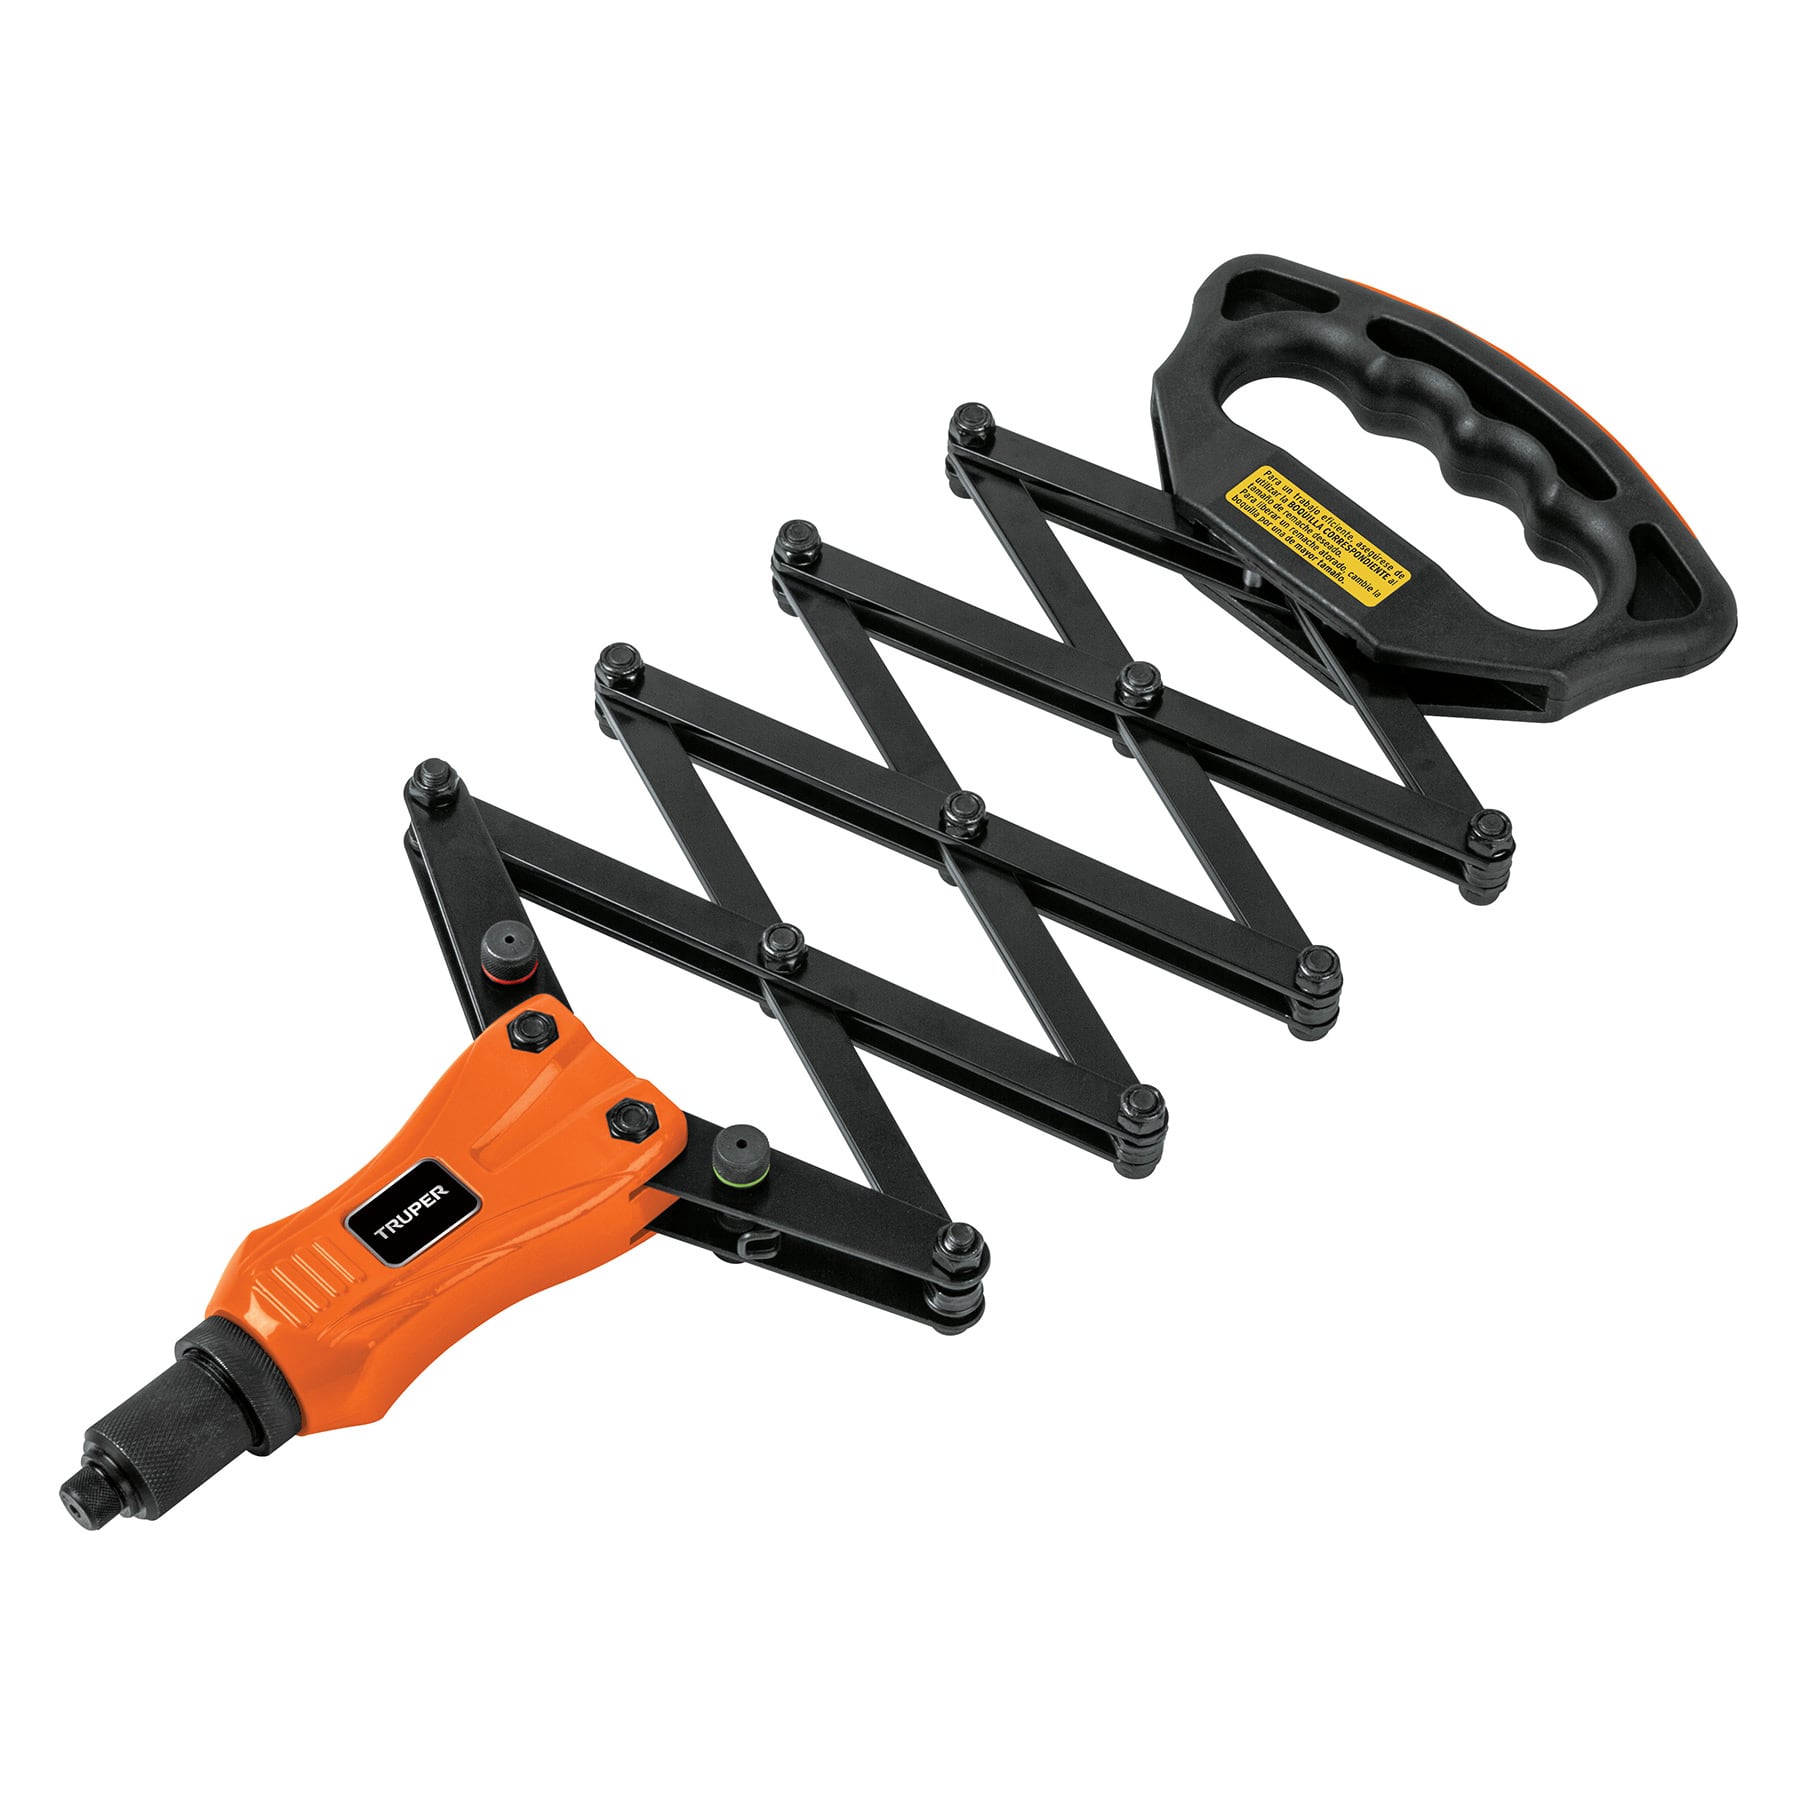 Para un trabajo eficiente, asegúrese de
utilizar la BOQUILLA CORRESPONDIENTE al
tamaño de remache deseado.
Para liberar un remache atorado, cambie la
boquilla por una de mayor tamaño.
TRUPER